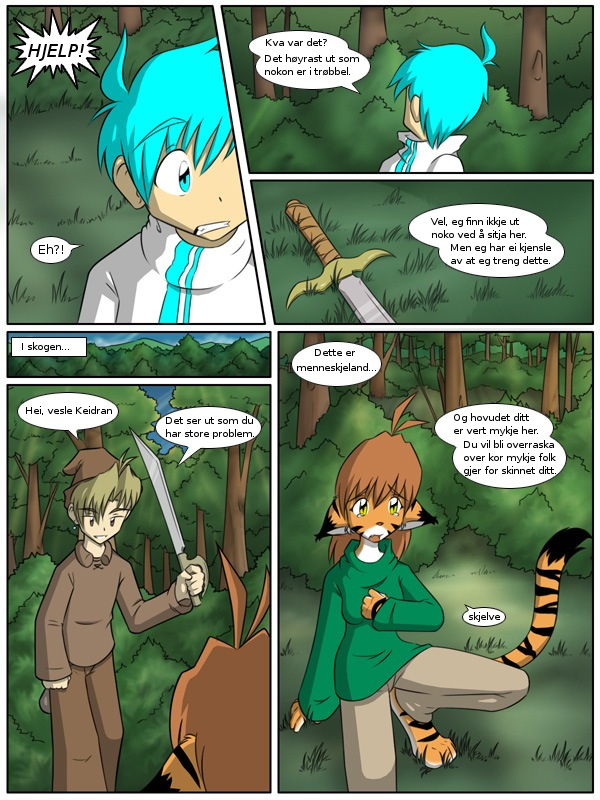 HJELP!
Eh?!
Kva var det?
Det høyrast ut som
nokon er i trøbbel.
Vel, eg finn ikkje ut
noko ved å sitja her.
Men eg har ei kjensle
av at eg treng dette.
I skogen...
Hei, vesle Keidran
Det ser ut som du
har store problem.
Dette er
menneskjeland...
Og hovudet ditt
er vert mykje her.
Du vil bli overraska
over kor mykje folk
gjer for skinnet ditt.
skjelve